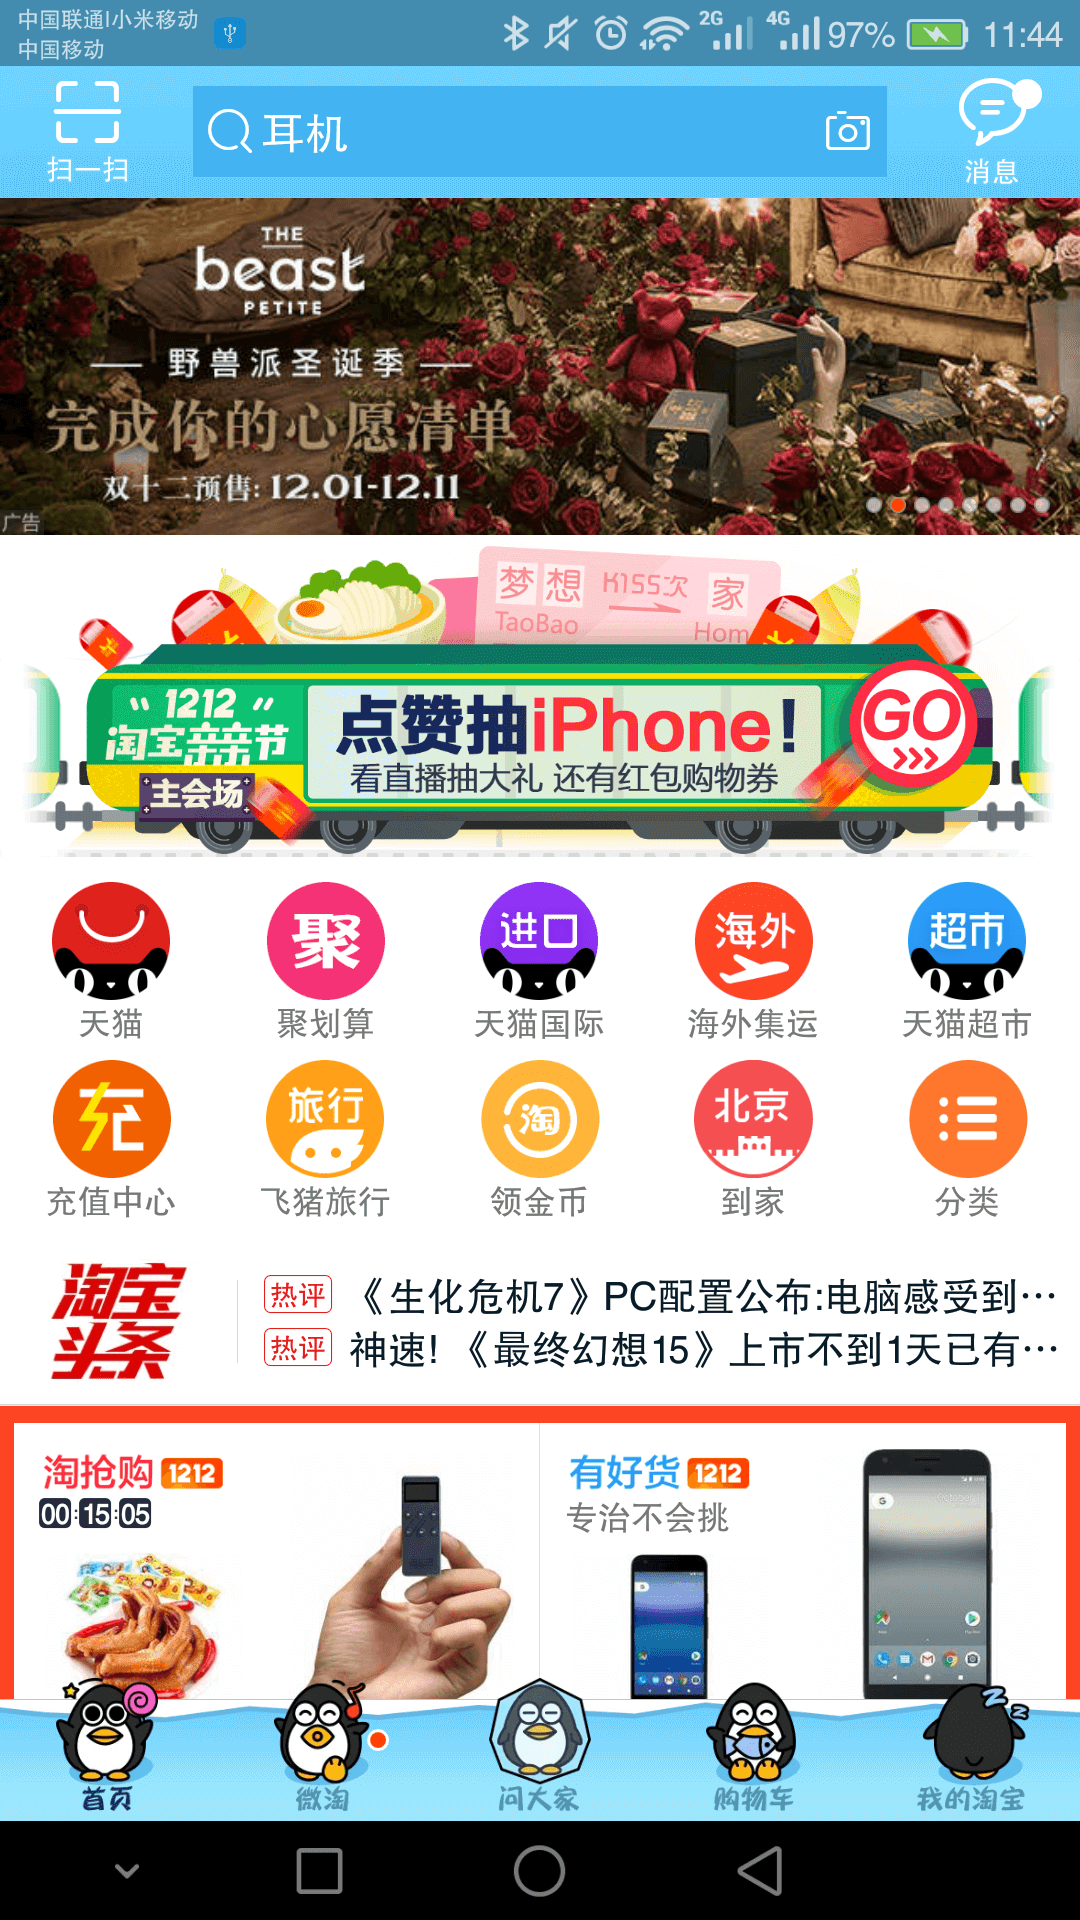 中国联通|小米移动
中国移动
2G
4G
97%
11:44
扫一扫
耳机
消息
THE
beast
PETITE
野兽派圣诞季
完成你的心愿清单
双十二预售: 12.01-12.11
广告
梦想 K155次 家
TaoBao Hom
"1212"
淘宝亲亲节
主会场
点赞抽iPhone!
看直播抽大礼 还有红包购物券
GO
聚
进口
海外
超市
天猫
聚划算
天猫国际
海外集运
天猫超市
充
旅行
淘
北京
充值中心
飞猪旅行
领金币
到家
分类
淘宝
头条
热评 《生化危机7》PC配置公布:电脑感受到···
热评 神速! 《最终幻想15》上市不到1天已有···
淘抢购 1212
00:15:05
有好货 1212
专治不会挑
首页
微淘
问大家
购物车
我的淘宝